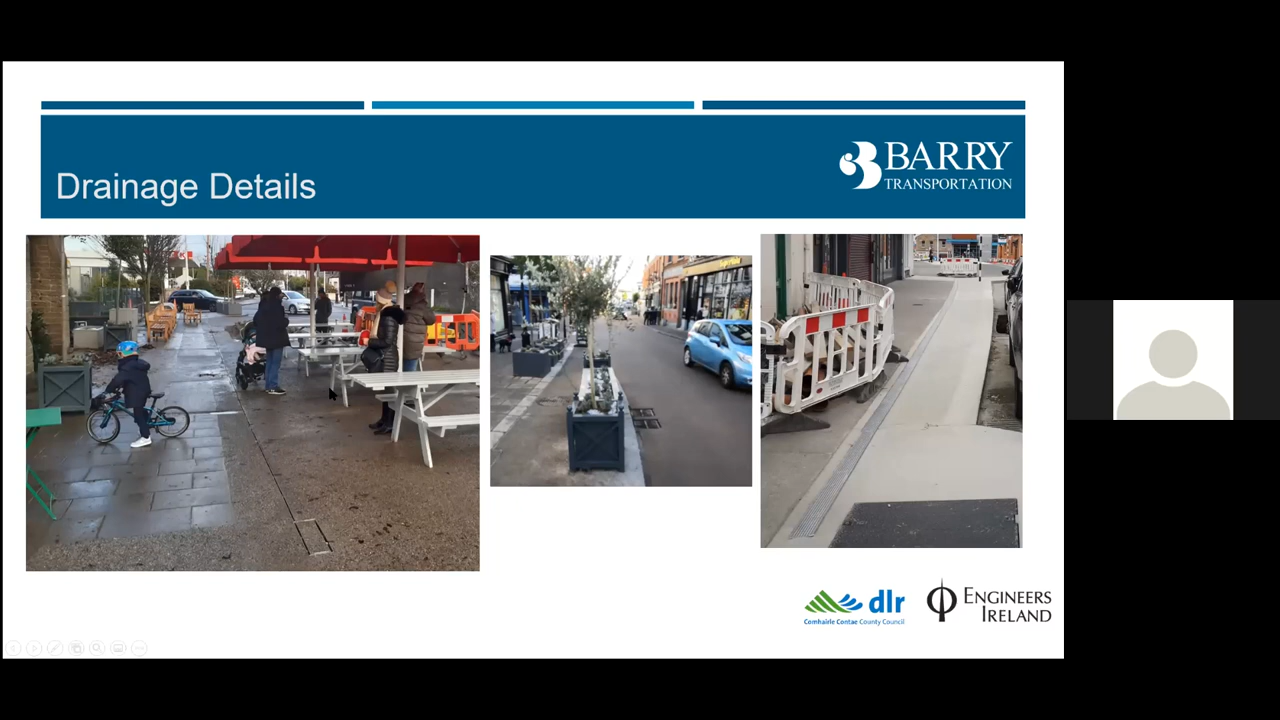 Drainage Details
BARRY
TRANSPORTATION
dlr
Comhairle Contae County Council
ENGINEERS
IRELAND